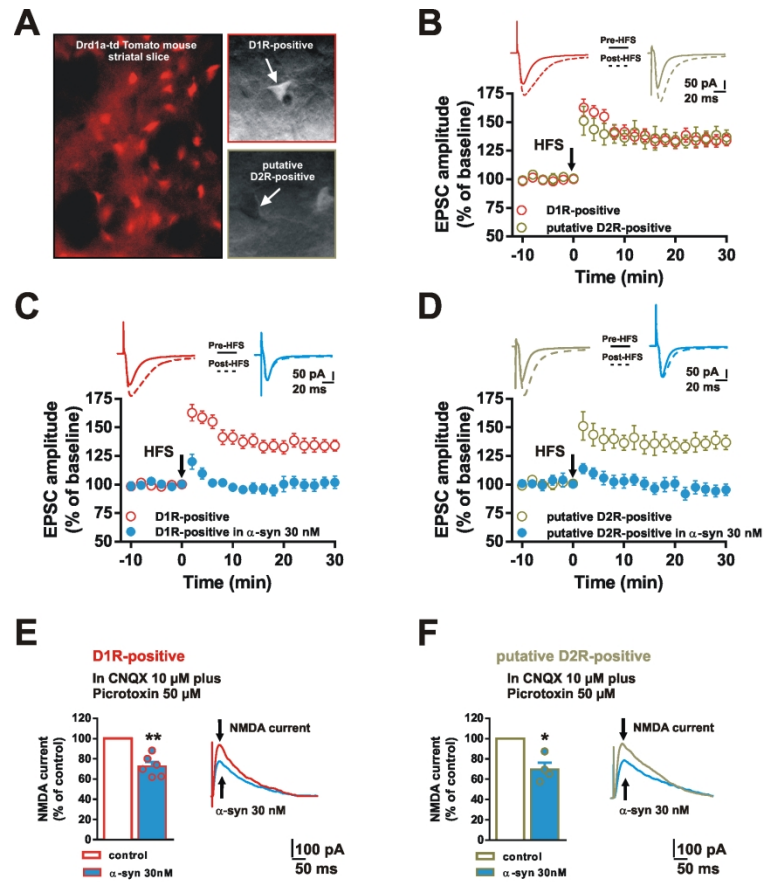 A
Drd1a-td Tomato mouse
striatal slice
D1R-positive
putative
D2R-positive
B
Pre-HFS
Post-HFS
50 pA
20 ms
EPSC amplitude
(% of baseline)
175
150
125
100
75
50
HFS
D1R-positive
putative D2R-positive
-10
0
10
20
30
Time (min)
C
Pre-HFS
Post-HFS
50 pA
20 ms
EPSC amplitude
(% of baseline)
175
150
125
100
75
50
HFS
D1R-positive
D1R-positive in α-syn 30 nM
-10
0
10
20
30
Time (min)
D
Pre-HFS
Post-HFS
50 pA
20 ms
EPSC amplitude
(% of baseline)
175
150
125
100
75
50
HFS
putative D2R-positive
putative D2R-positive in α-syn 30 nM
-10
0
10
20
30
Time (min)
E
D1R-positive
In CNQX 10 µM plus
Picrotoxin 50 µM
NMDA current
(% of control)
120
100
80
60
40
20
0
**
NMDA current
α-syn 30 nM
control
α-syn 30nM
100 pA
50 ms
F
putative D2R-positive
In CNQX 10 µM plus
Picrotoxin 50 µM
NMDA current
(% of control)
120
100
80
60
40
20
0
*
NMDA current
α-syn 30 nM
control
α-syn 30nM
100 pA
50 ms